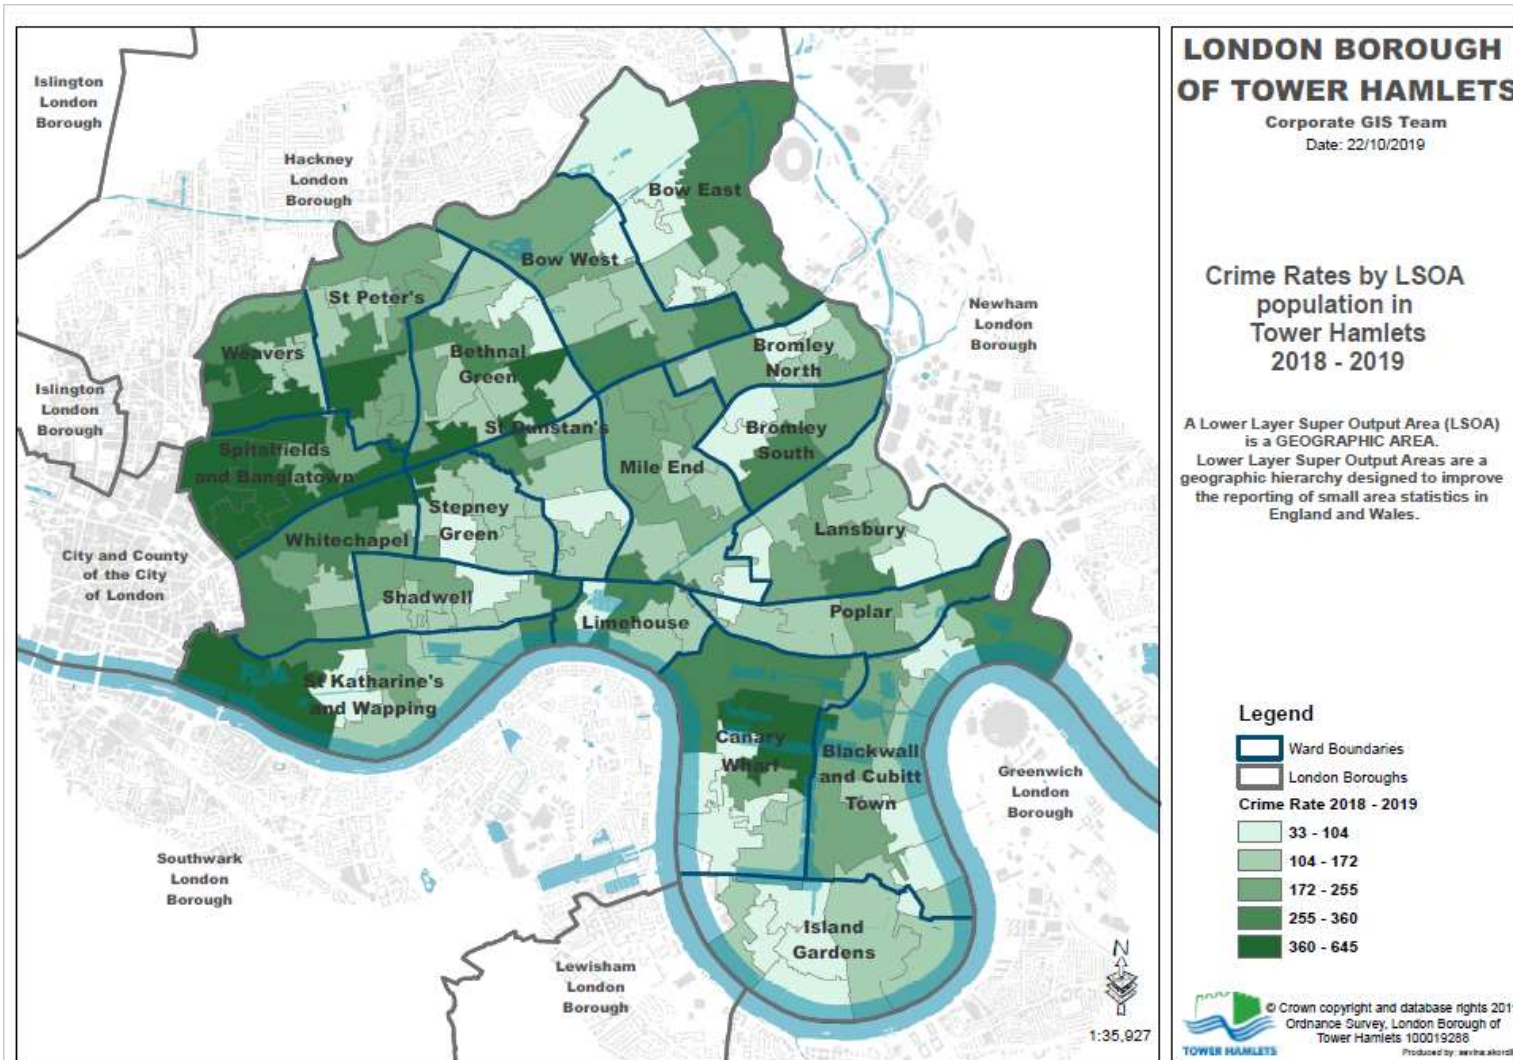 Islington
London
Borough
Hackney
London
Borough
Bow East
Bow West
St Peter's
Newham
London
Borough
Weavers
Bethnal
Green
Bromley
North
Islington
London
Borough
St Dunstan's
Bromley
South
Spitalfields
and Banglatown
Mile End
Stepney
Green
Lansbury
Whitechapel
City and County
of the City
of London
Shadwell
Poplar
Limehouse
St Katharine's
and Wapping
Canary
Wharf
Blackwall
and Cubitt
Town
Greenwich
London
Borough
Southwark
London
Borough
Island
Gardens
Lewisham
London
Borough
N
1:35,927
LONDON BOROUGH
OF TOWER HAMLETS
Corporate GIS Team
Date: 22/10/2019
Crime Rates by LSOA
population in
Tower Hamlets
2018 - 2019
A Lower Layer Super Output Area (LSOA)
is a GEOGRAPHIC AREA.
Lower Layer Super Output Areas are a
geographic hierarchy designed to improve
the reporting of small area statistics in
England and Wales.
Legend
Ward Boundaries
London Boroughs
Crime Rate 2018 - 2019
33 - 104
104 - 172
172 - 255
255 - 360
360 - 645
TOWER HAMLETS
© Crown copyright and database rights 201
Ordnance Survey, London Borough of
Tower Hamlets 100019288
Produced by: